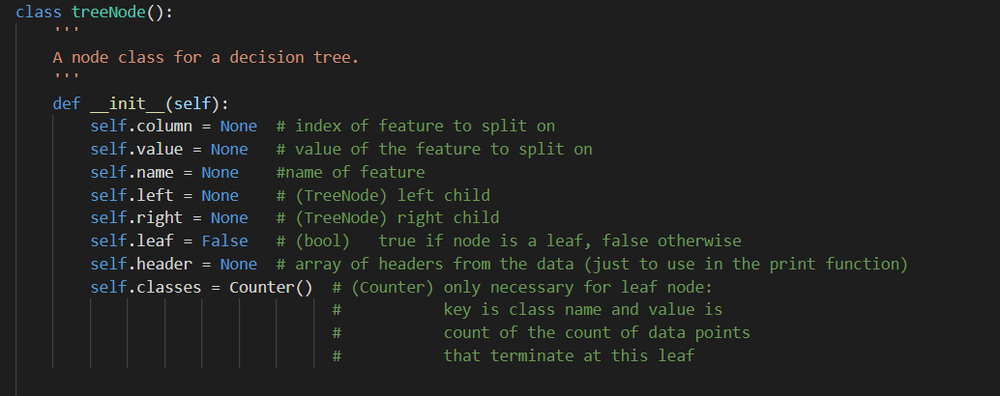 class treeNode():
'''
A node class for a decision tree.
'''
def __init__(self):
self.column = None  # index of feature to split on
self.value = None   # value of the feature to split on
self.name = None    #name of feature
self.left = None    # (TreeNode) left child
self.right = None   # (TreeNode) right child
self.leaf = False   # (bool)   true if node is a leaf, false otherwise
self.header = None  # array of headers from the data (just to use in the print function)
self.classes = Counter()  # (Counter) only necessary for leaf node:
#           key is class name and value is
#           count of the count of data points
#           that terminate at this leaf